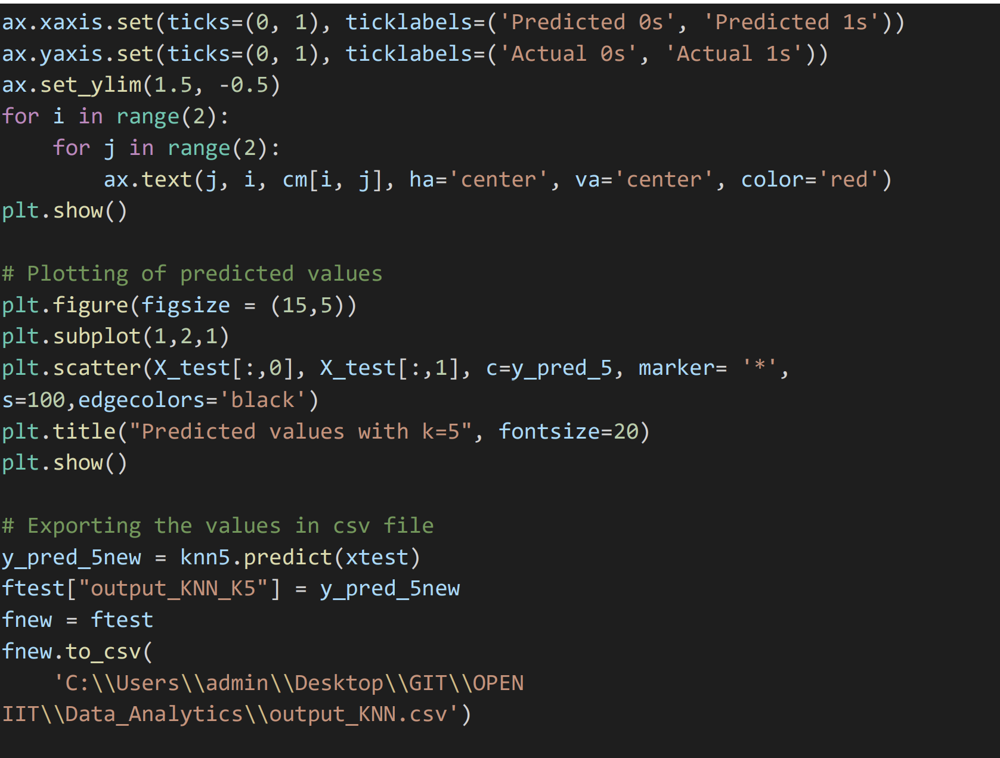 ax.xaxis.set(ticks=(0, 1), ticklabels=('Predicted 0s', 'Predicted 1s'))
ax.yaxis.set(ticks=(0, 1), ticklabels=('Actual 0s', 'Actual 1s'))
ax.set_ylim(1.5, -0.5)
for i in range(2):
    for j in range(2):
        ax.text(j, i, cm[i, j], ha='center', va='center', color='red')
plt.show()

# Plotting of predicted values
plt.figure(figsize = (15,5))
plt.subplot(1,2,1)
plt.scatter(X_test[:,0], X_test[:,1], c=y_pred_5, marker= '*',
s=100,edgecolors='black')
plt.title("Predicted values with k=5", fontsize=20)
plt.show()

# Exporting the values in csv file
y_pred_5new = knn5.predict(xtest)
ftest["output_KNN_K5"] = y_pred_5new
fnew = ftest
fnew.to_csv(
    'C:\\Users\\admin\\Desktop\\GIT\\OPEN
IIT\\Data_Analytics\\output_KNN.csv')